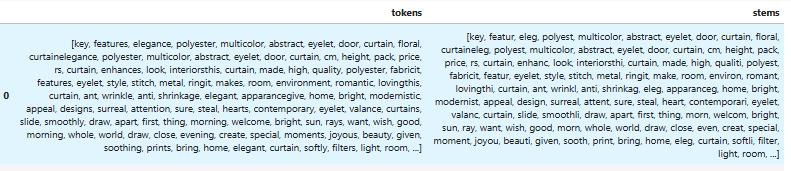 tokens
stems
0
[key, features, elegance, polyester, multicolor, abstract, eyelet, door, curtain, floral,
curtainelegance, polyester, multicolor, abstract, eyelet, door, curtain, cm, height, pack, price,
rs, curtain, enhances, look, interiorsthis, curtain, made, high, quality, polyester, fabricit,
features, eyelet, style, stitch, metal, ringit, makes, room, environment, romantic, lovingthis,
curtain, ant, wrinkle, anti, shrinkage, elegant, apparancegive, home, bright, modernistic,
appeal, designs, surreal, attention, sure, steal, hearts, contemporary, eyelet, valance, curtains,
slide, smoothly, draw, apart, first, thing, morning, welcome, bright, sun, rays, want, wish, good,
morning, whole, world, draw, close, evening, create, special, moments, joyous, beauty, given,
soothing, prints, bring, home, elegant, curtain, softly, filters, light, room, ...]
[key, featur, eleg, polyest, multicolor, abstract, eyelet, door, curtain, floral,
curtaineleg, polyest, multicolor, abstract, eyelet, door, curtain, cm, height, pack,
price, rs, curtain, enhanc, look, interiorsthi, curtain, made, high, qualiti, polyest,
fabricit, featur, eyelet, style, stitch, metal, ringit, make, room, environ, romant,
lovingthi, curtain, ant, wrinkl, anti, shrinkag, eleg, apparanceg, home, bright,
modernist, appeal, design, surreal, attent, sure, steal, heart, contemporari, eyelet,
valanc, curtain, slide, smoothli, draw, apart, first, thing, morn, welcom, bright,
sun, ray, want, wish, good, morn, whole, world, draw, close, even, creat, special,
moment, joyou, beauti, given, sooth, print, bring, home, eleg, curtain, softli, filter,
light, room, ...]